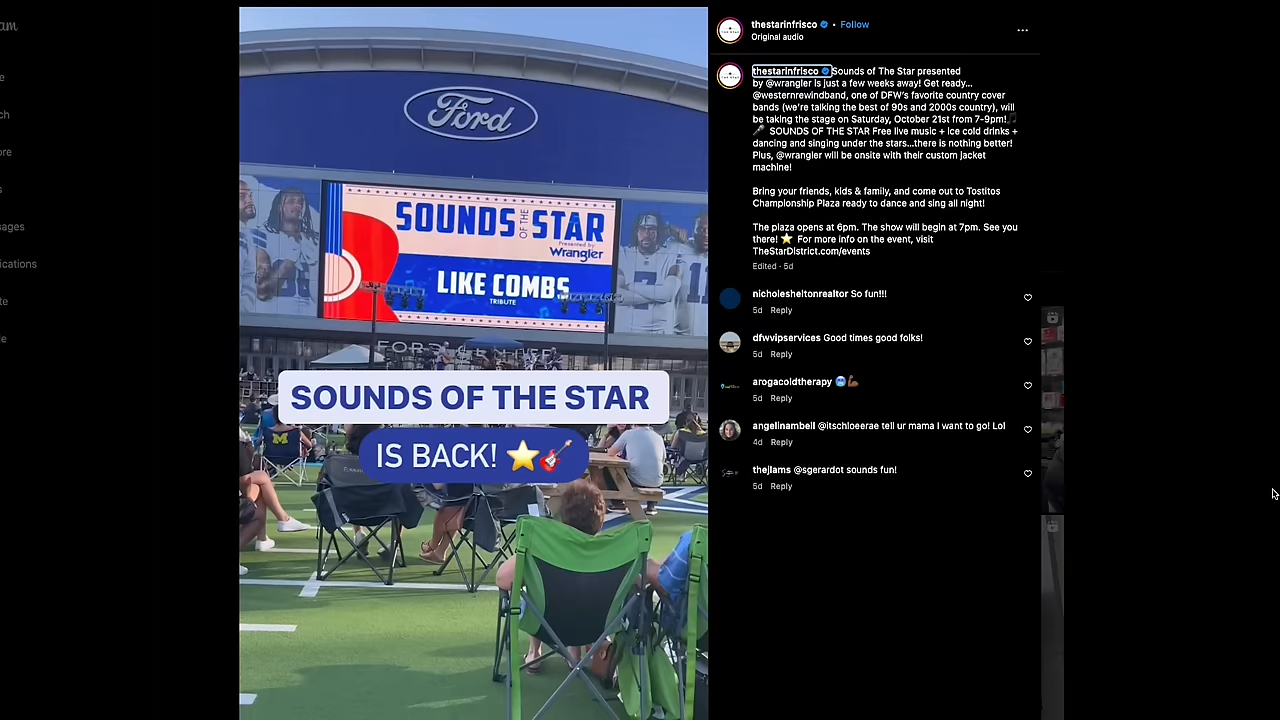 am
e
ch
ore
s
sages
ications
te
e
Ford
SOUNDS OF THE STAR
Presented by
Wrangler
LIKE COMBS
TRIBUTE
FORD CENTER
SOUNDS OF THE STAR
IS BACK! ⭐🎸
thestarinfrisco • Follow
Original audio
thestarinfrisco Sounds of The Star presented
by @wrangler is just a few weeks away! Get ready...
@westernrewindband, one of DFW's favorite country cover
bands (we're talking the best of 90s and 2000s country), will
be taking the stage on Saturday, October 21st from 7-9pm!🎵
🎤 SOUNDS OF THE STAR Free live music + ice cold drinks +
dancing and singing under the stars...there is nothing better!
Plus, @wrangler will be onsite with their custom jacket
machine!
Bring your friends, kids & family, and come out to Tostitos
Championship Plaza ready to dance and sing all night!
The plaza opens at 6pm. The show will begin at 7pm. See you
there! ⭐ For more info on the event, visit
TheStarDistrict.com/events
Edited · 5d
nicholesheltonrealtor So fun!!!
5d Reply
dfwvipservices Good times good folks!
5d Reply
arogacoldtherapy 🥶💪🏾
5d Reply
angelinambell @itschloeerae tell ur mama I want to go! Lol
4d Reply
thejlams @sgerardot sounds fun!
5d Reply